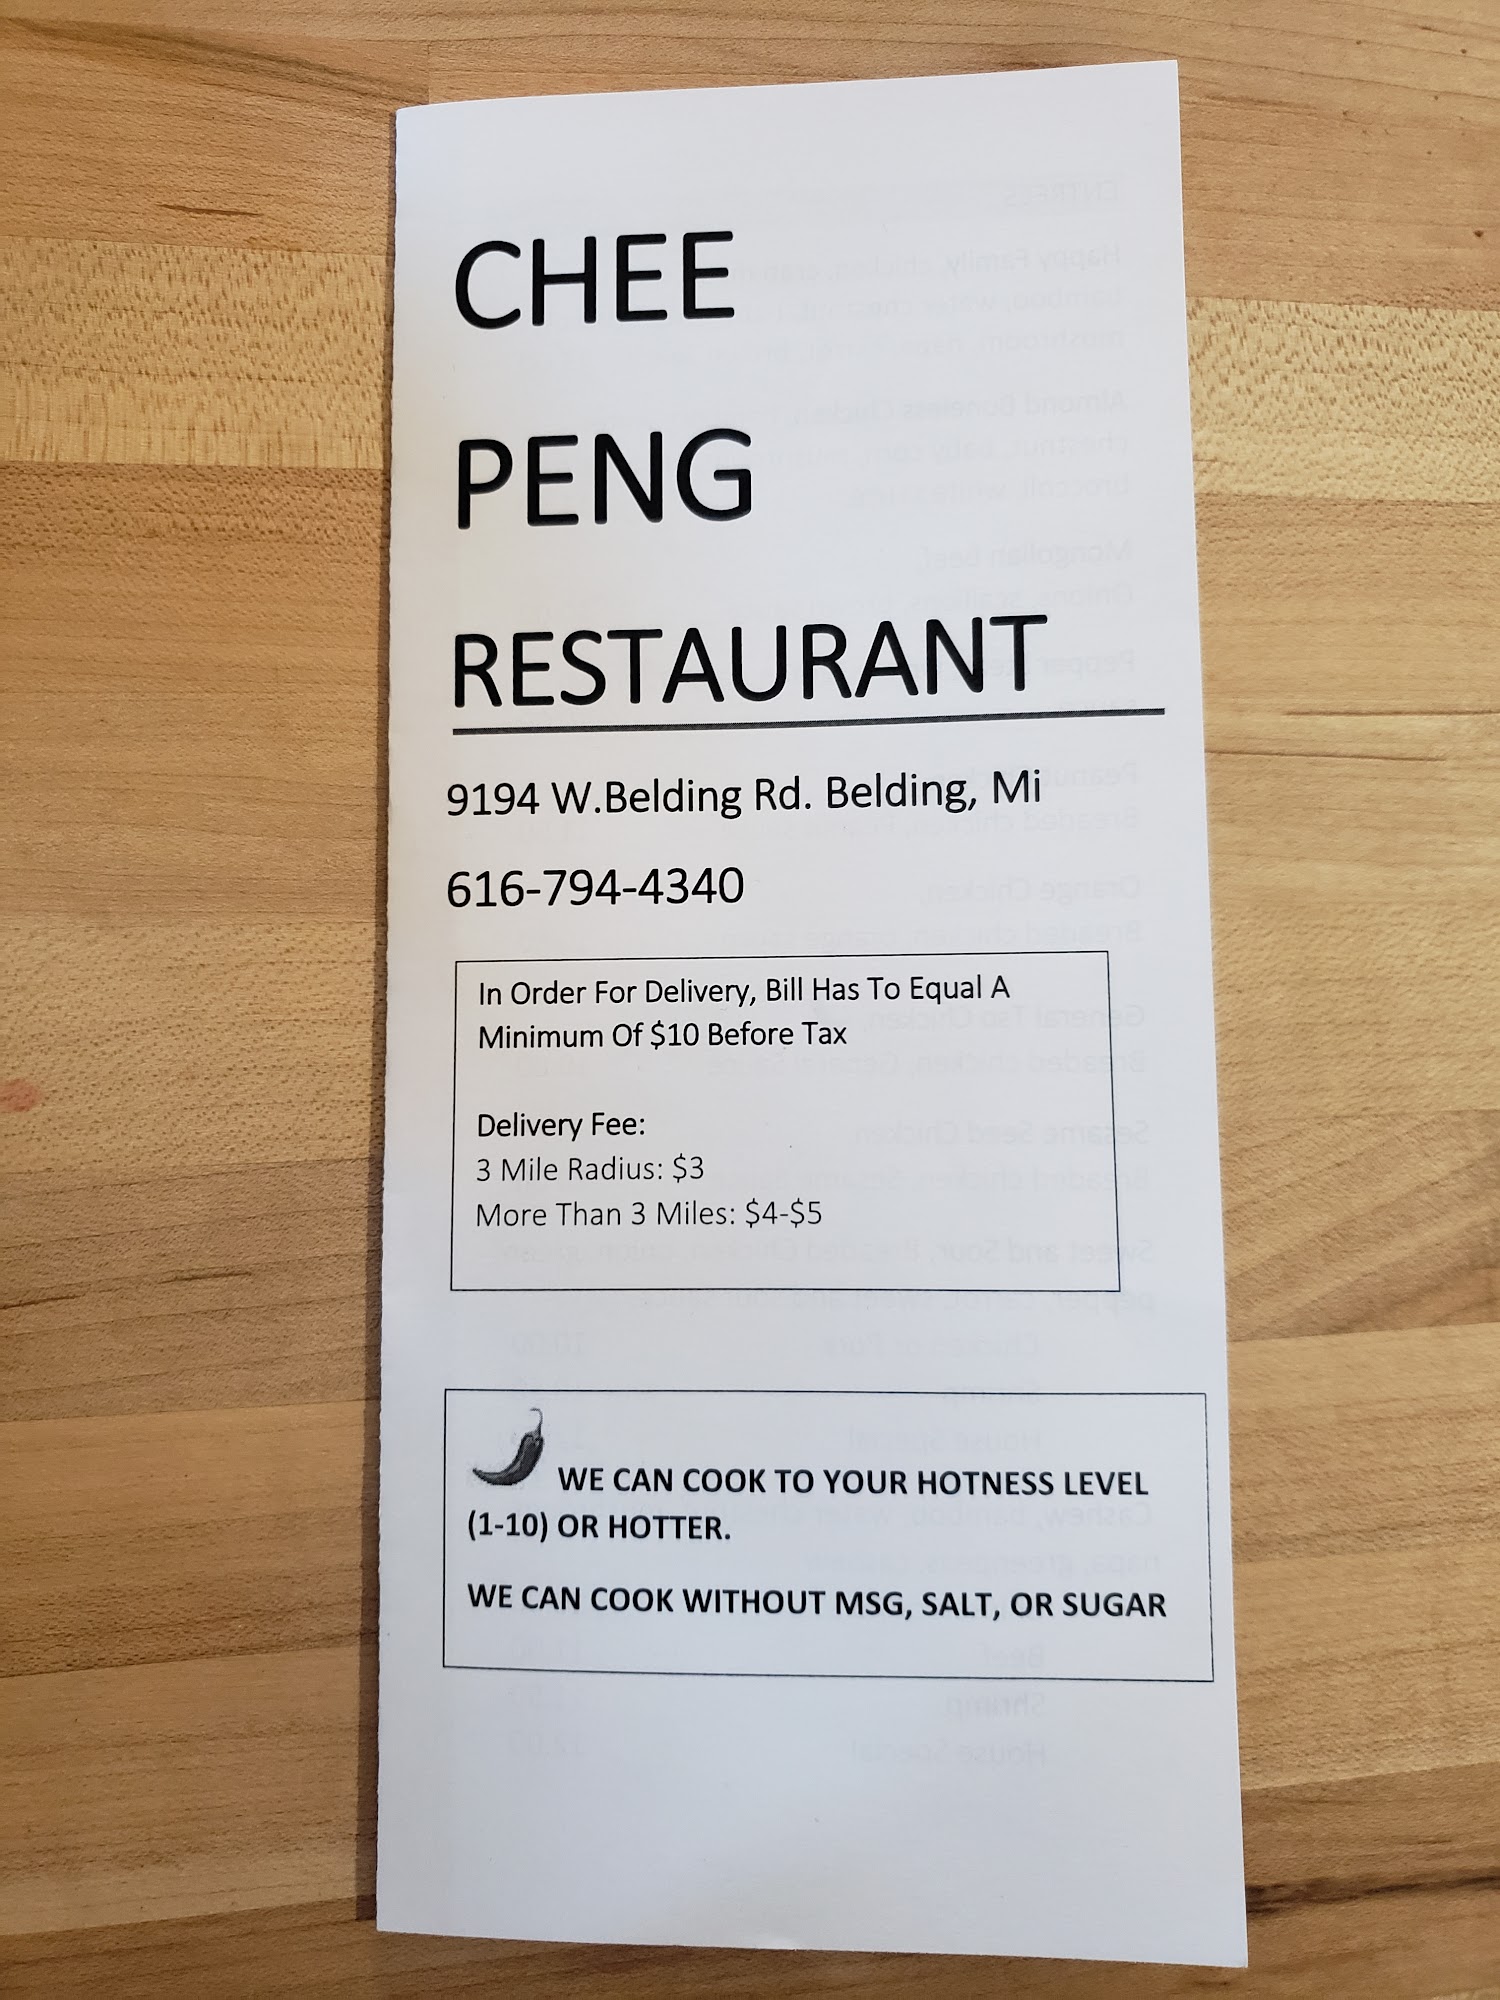 CHEE
PENG
RESTAURANT
9194 W.Belding Rd. Belding, Mi
616-794-4340
In Order For Delivery, Bill Has To Equal A
Minimum Of $10 Before Tax
Delivery Fee:
3 Mile Radius: $3
More Than 3 Miles: $4-$5
WE CAN COOK TO YOUR HOTNESS LEVEL
(1-10) OR HOTTER.
WE CAN COOK WITHOUT MSG, SALT, OR SUGAR